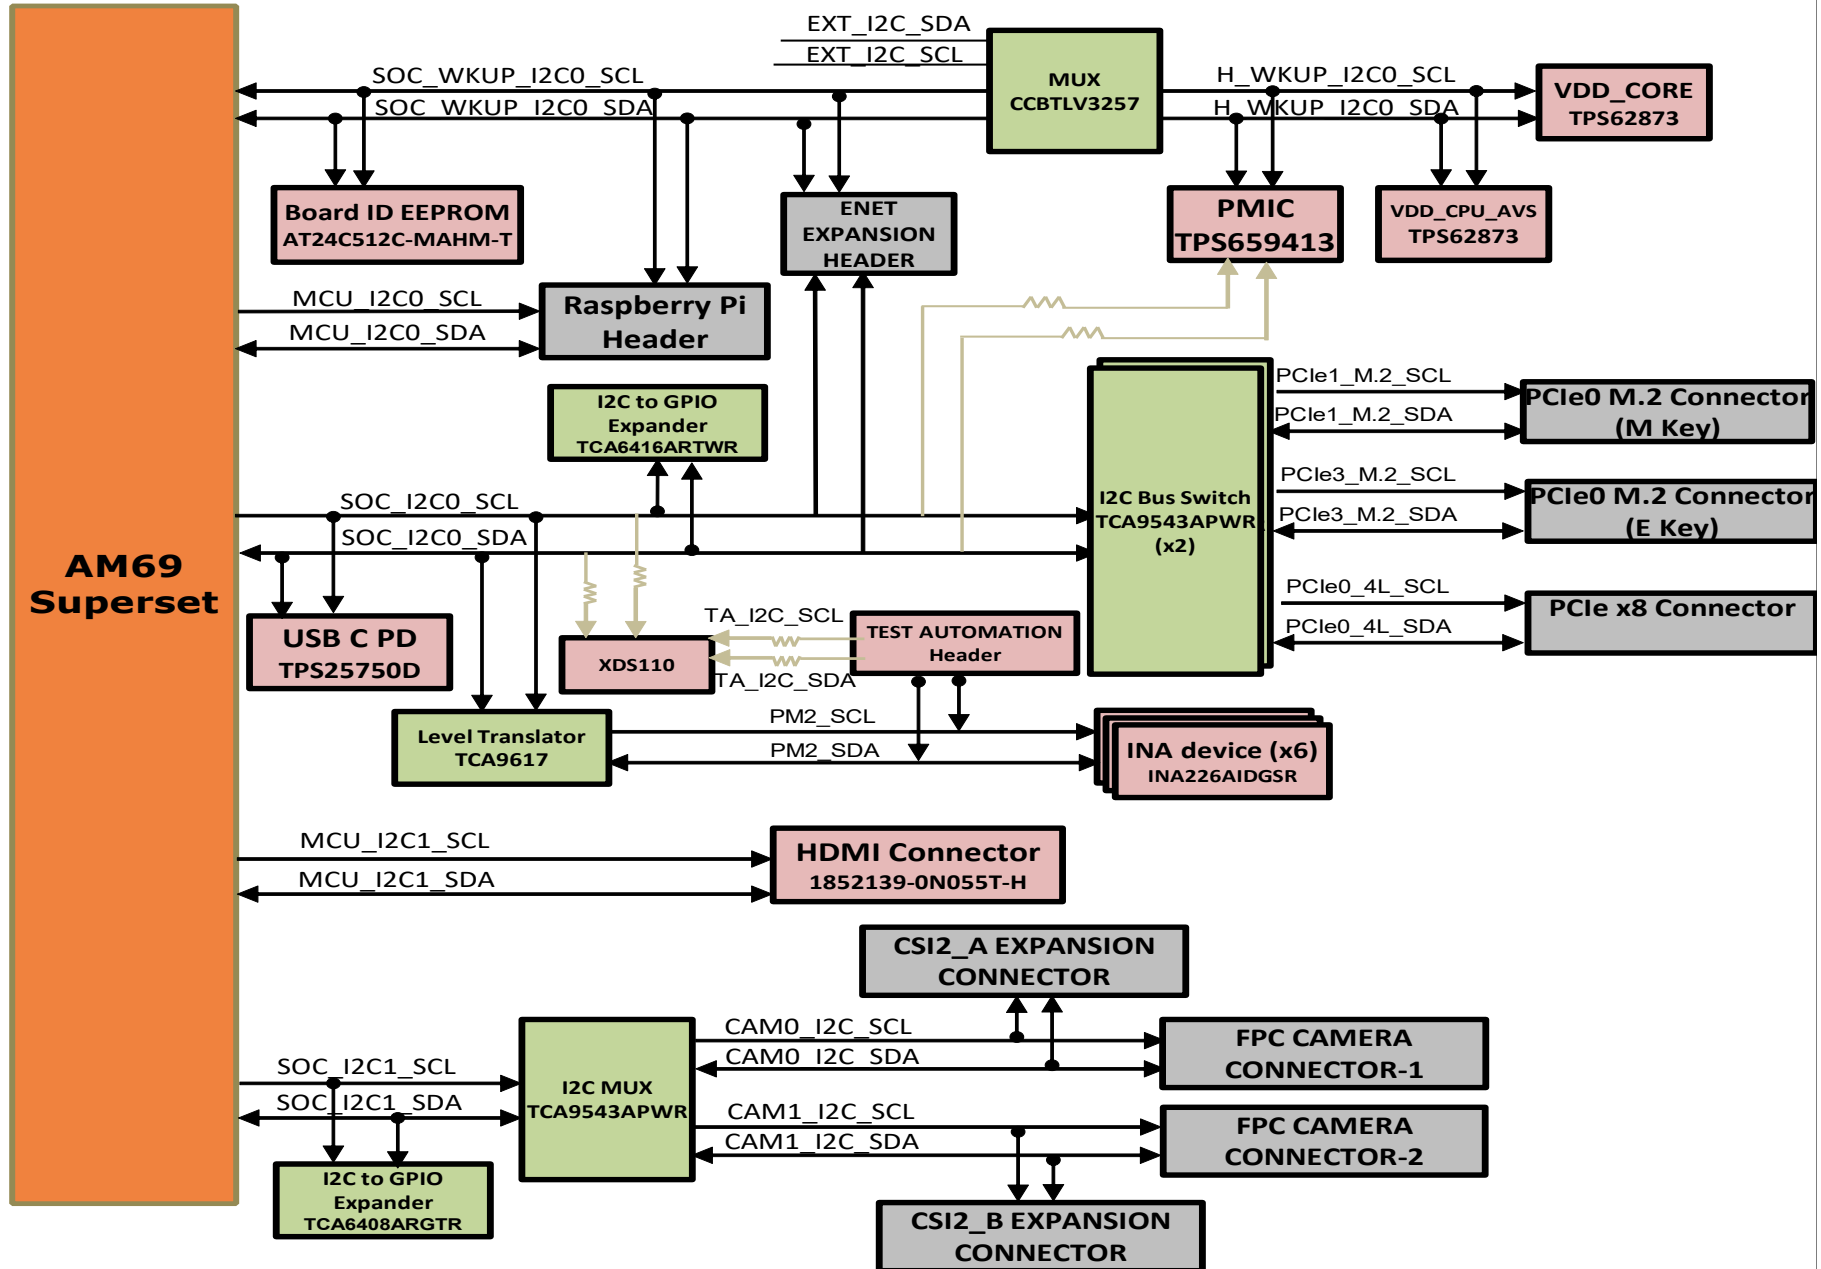 EXT_I2C_SDA
EXT_I2C_SCL
MUX
CCBTLV3257
SOC_WKUP_I2C0_SCL
SOC_WKUP_I2C0_SDA
H_WKUP_I2C0_SCL
H_WKUP_I2C0_SDA
VDD_CORE
TPS62873
Board ID EEPROM
AT24C512C-MAHM-T
ENET
EXPANSION
HEADER
PMIC
TPS659413
VDD_CPU_AVS
TPS62873
MCU_I2C0_SCL
MCU_I2C0_SDA
Raspberry Pi
Header
I2C to GPIO
Expander
TCA6416ARTWR
PCIe1_M.2_SCL
PCIe1_M.2_SDA
PCIe0 M.2 Connector
(M Key)
SOC_I2C0_SCL
SOC_I2C0_SDA
I2C Bus Switch
TCA9543APWR
(x2)
PCIe3_M.2_SCL
PCIe3_M.2_SDA
PCIe0 M.2 Connector
(E Key)
AM69
Superset
PCIe0_4L_SCL
PCIe0_4L_SDA
PCIe x8 Connector
USB C PD
TPS25750D
XDS110
TA_I2C_SCL
TA_I2C_SDA
TEST AUTOMATION
Header
Level Translator
TCA9617
PM2_SCL
PM2_SDA
INA device (x6)
INA226AIDGSR
MCU_I2C1_SCL
MCU_I2C1_SDA
HDMI Connector
1852139-0N055T-H
CSI2_A EXPANSION
CONNECTOR
SOC_I2C1_SCL
SOC_I2C1_SDA
I2C MUX
TCA9543APWR
CAM0_I2C_SCL
CAM0_I2C_SDA
FPC CAMERA
CONNECTOR-1
CAM1_I2C_SCL
CAM1_I2C_SDA
FPC CAMERA
CONNECTOR-2
I2C to GPIO
Expander
TCA6408ARGTR
CSI2_B EXPANSION
CONNECTOR